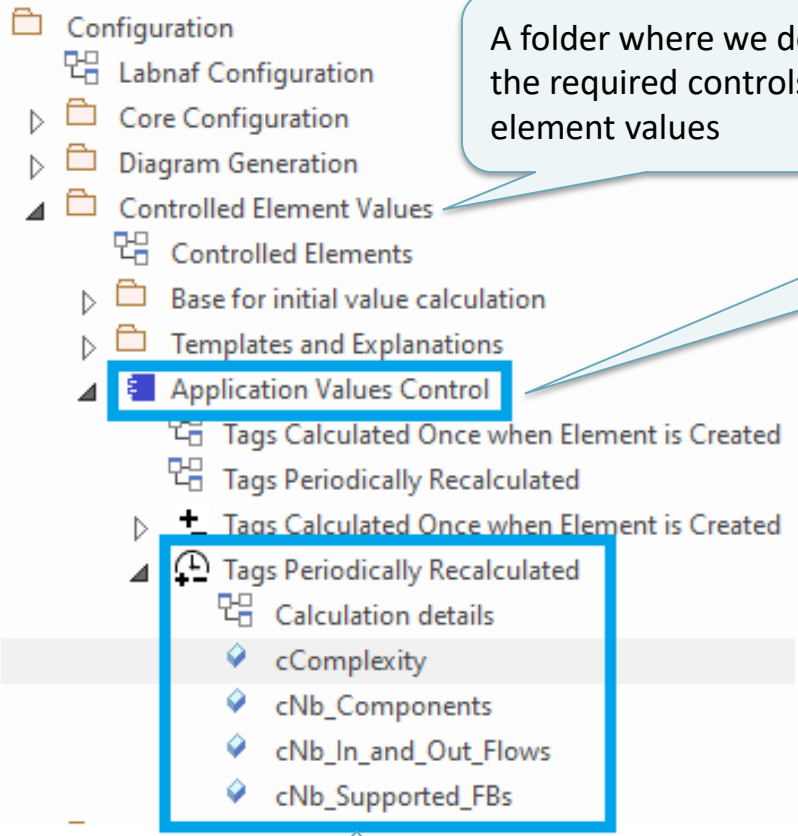 Configuration
Labnaf Configuration
Core Configuration
Diagram Generation
Controlled Element Values
Controlled Elements
Base for initial value calculation
Templates and Explanations
Application Values Control
Tags Calculated Once when Element is Created
Tags Periodically Recalculated
Tags Calculated Once when Element is Created
Tags Periodically Recalculated
Calculation details
cComplexity
cNb_Components
cNb_In_and_Out_Flows
cNb_Supported_FBs
A folder where we
the required
element values